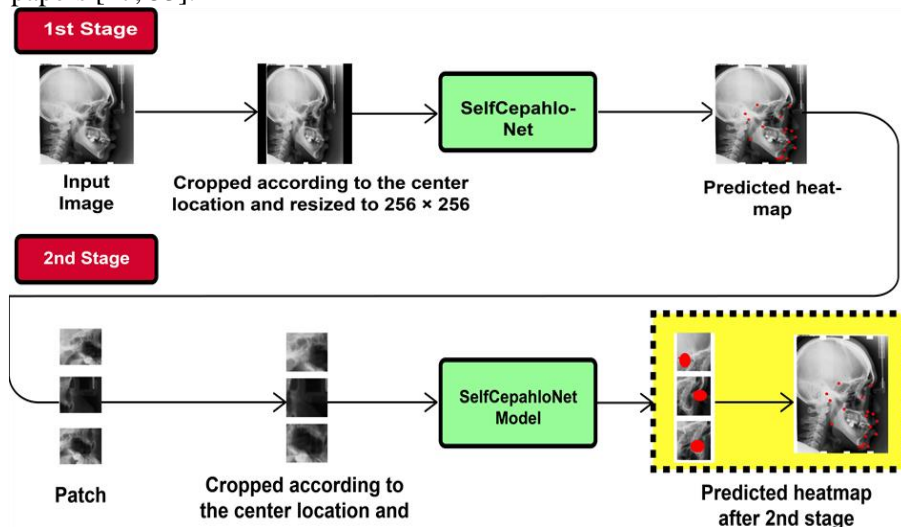 1st Stage
SelfCepahlo-
Net
Input
Image
Cropped according to the center
location and resized to 256 × 256
Predicted heat-
map
2nd Stage
SelfCepahloNet
Model
Patch
Cropped according to
the center location and
Predicted heatmap
after 2nd stage